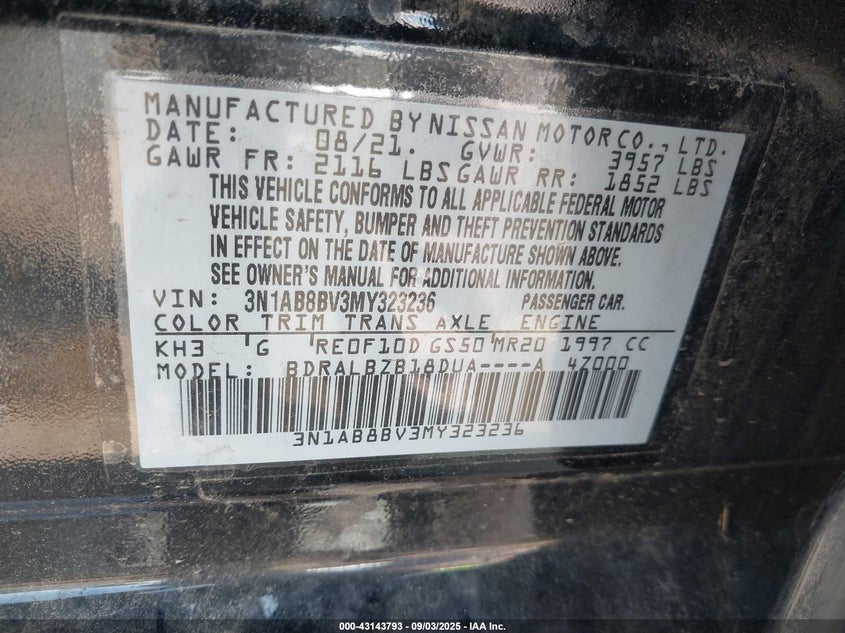 MANUFACTURED BY NISSAN MOTOR CO., LTD.
DATE: 08/21. GVWR: 3957 LBS
GAWR FR: 2116 LBS GAWR RR: 1852 LBS
THIS VEHICLE CONFORMS TO ALL APPLICABLE FEDERAL MOTOR
VEHICLE SAFETY, BUMPER AND THEFT PREVENTION STANDARDS
IN EFFECT ON THE DATE OF MANUFACTURE SHOWN ABOVE.
SEE OWNER'S MANUAL FOR ADDITIONAL INFORMATION.
VIN: 3N1AB8BV3MY323236 PASSENGER CAR.
COLOR TRIM TRANS AXLE ENGINE
KH3 'G 'RE0F10D GS50'MR20 1997 CC
MODEL: BDRALBZB18DUA----A 4Z000
3N1AB8BV3MY323236
000-43143793 - 09/03/2025 - IAA Inc.